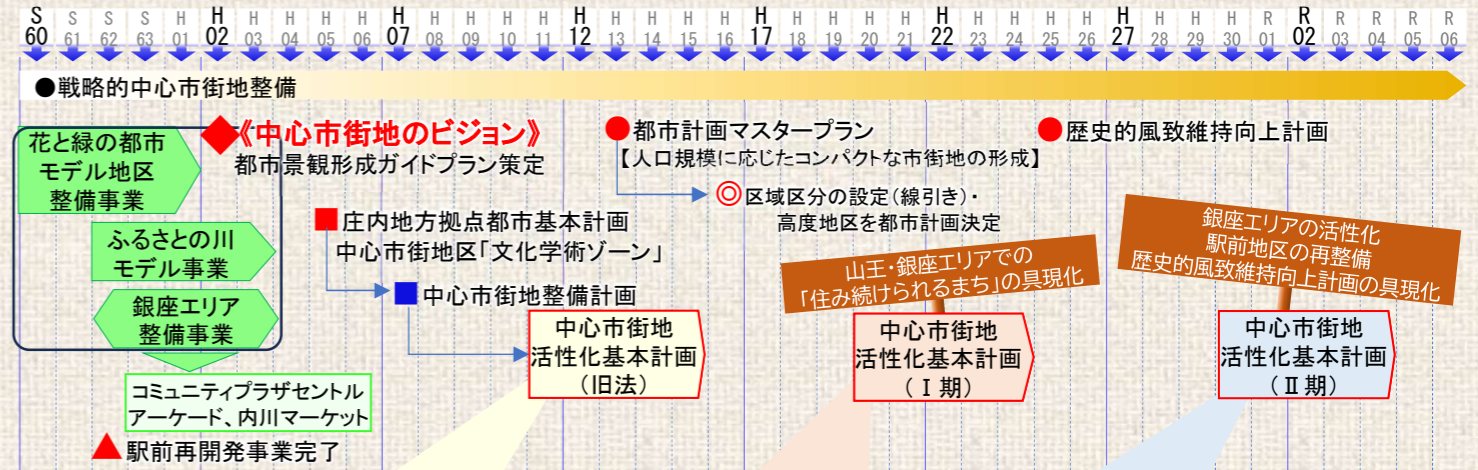 S S S S H H H H H H H H H H H H H H H H H H H H H H H H H H H H H H R R R R R R
60 61 62 63 01 02 03 04 05 06 07 08 09 10 11 12 13 14 15 16 17 18 19 20 21 22 23 24 25 26 27 28 29 30 01 02 03 04 05 06
●戦略的中心市街地整備
花と緑の都市
モデル地区
整備事業
《中心市街地のビジョン》
都市景観形成ガイドプラン策定
都市計画マスタープラン
【人口規模に応じたコンパクトな市街地の形成】
歴史的風致維持向上計画
区域区分の設定(線引き)・
高度地区を都市計画決定
庄内地方拠点都市基本計画
中心市街地区「文化学術ゾーン」
ふるさとの川
モデル事業
銀座エリア
整備事業
中心市街地整備計画
山王・銀座エリアでの
「住み続けられるまち」の具現化
銀座エリアの活性化
駅前地区の再整備
歴史的風致維持向上計画の具現化
中心市街地
活性化基本計画
(旧法)
中心市街地
活性化基本計画
(Ⅰ期)
中心市街地
活性化基本計画
(Ⅱ期)
コミュニティプラザセントル
アーケード、内川マーケット
駅前再開発事業完了